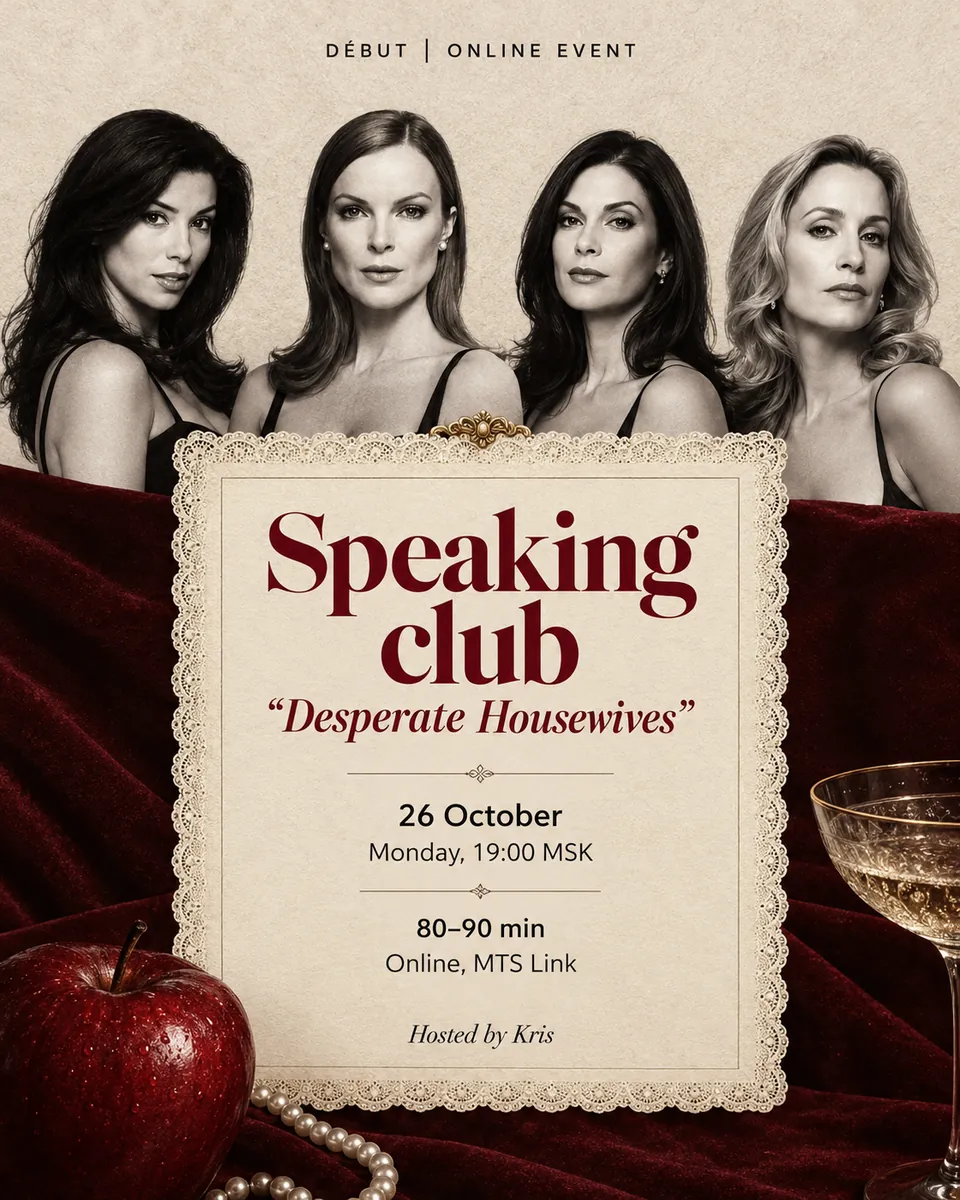 DÉBUT | ONLINE EVENT
Speaking
club
“Desperate Housewives”
26 October
Monday, 19:00 MSK
80–90 min
Online, MTS Link
Hosted by Kris